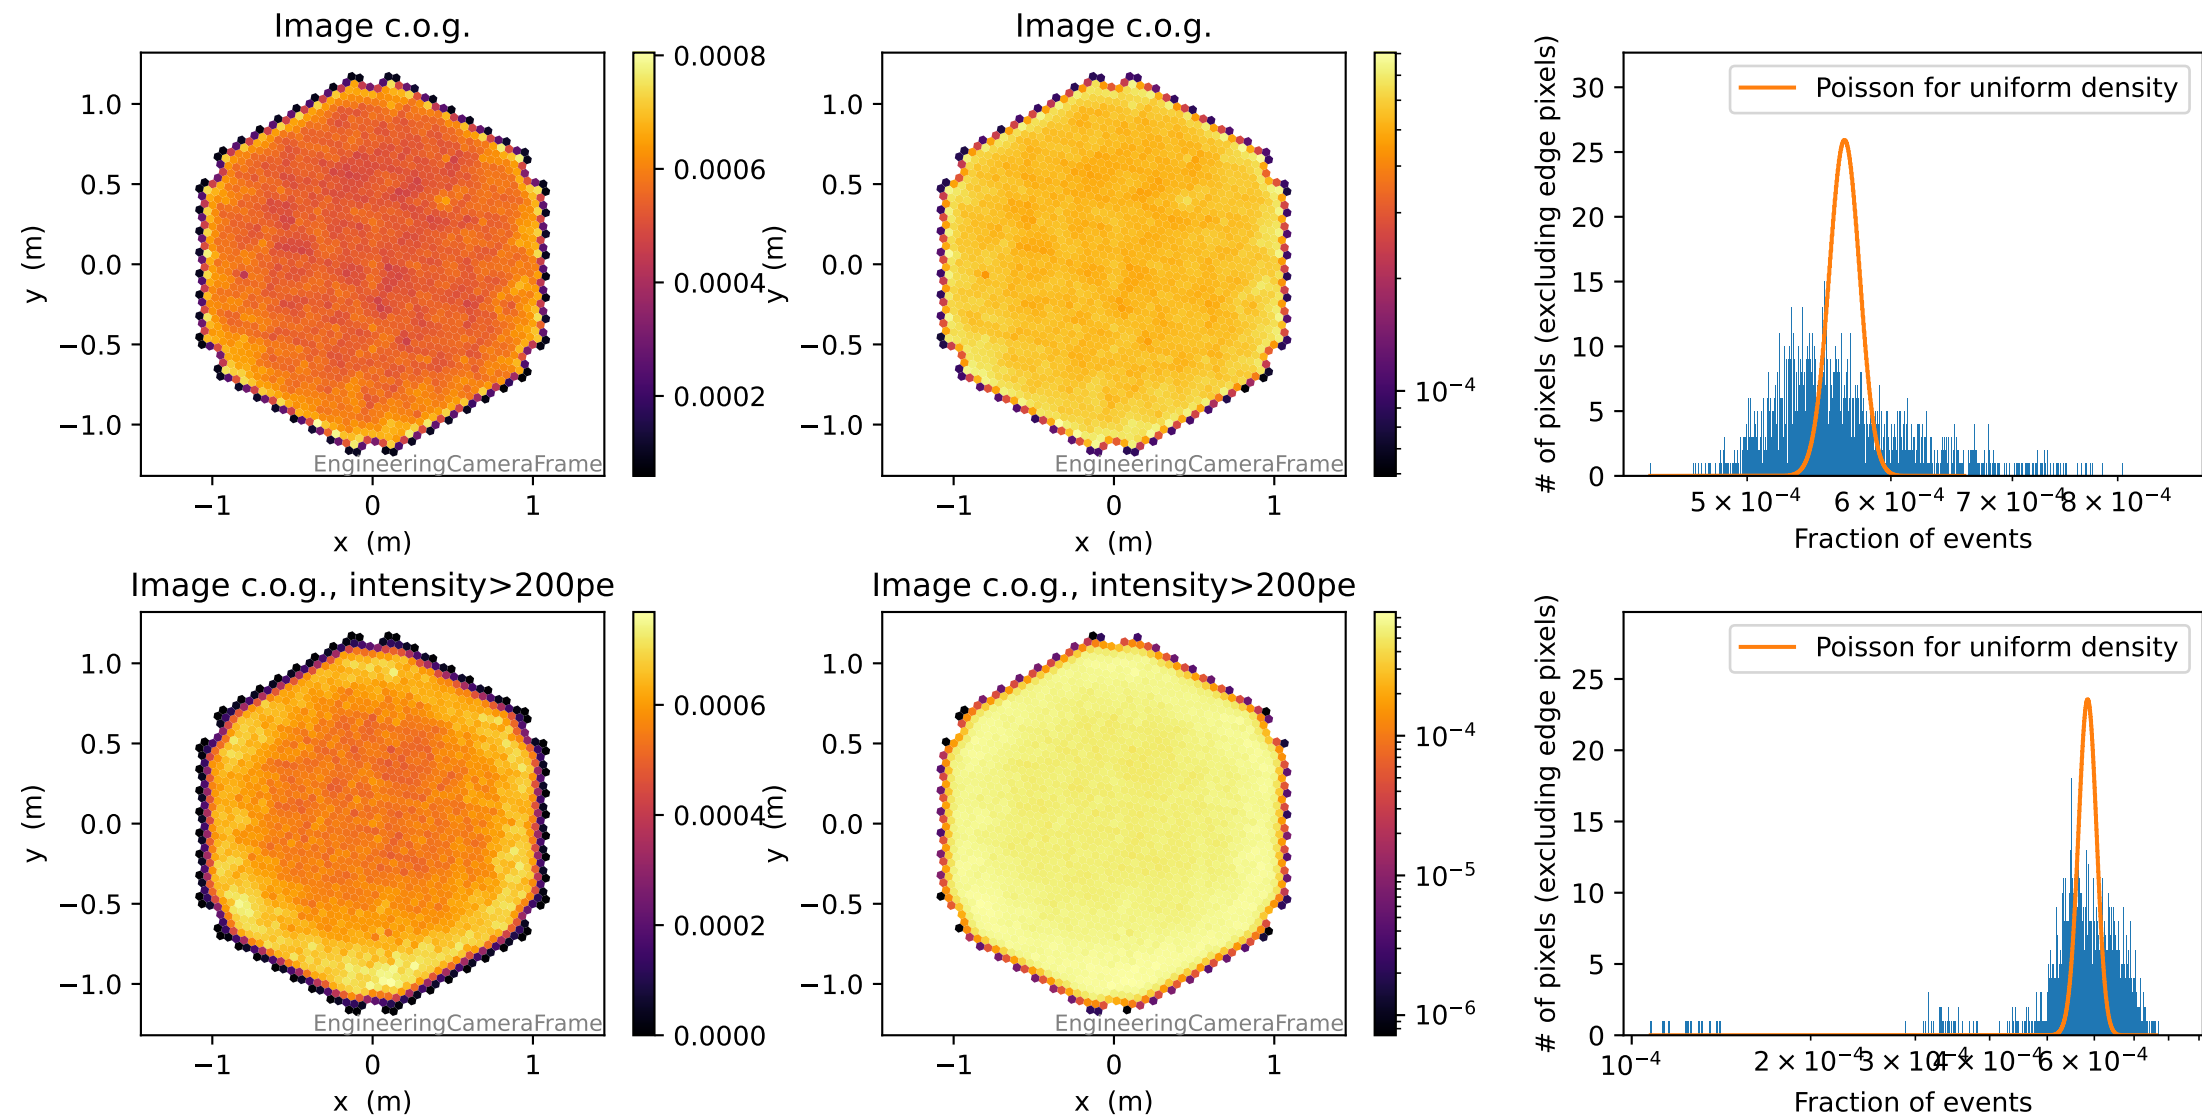 Image c.o.g.
1.0
0.5
0.0
−0.5
−1.0
y (m)
−1
0
1
x (m)
EngineeringCameraFrame
0.0008
0.0006
0.0004
0.0002
Image c.o.g.
1.0
0.5
0.0
−0.5
−1.0
y (m)
−1
0
1
x (m)
EngineeringCameraFrame
10⁻⁴
# of pixels (excluding edge pixels)
30
25
20
15
10
5
0
Poisson for uniform density
5 × 10⁻⁴
6 × 10⁻⁴
7 × 10⁻⁴
8 × 10⁻⁴
Fraction of events
Image c.o.g., intensity>200pe
1.0
0.5
0.0
−0.5
−1.0
y (m)
−1
0
1
x (m)
EngineeringCameraFrame
0.0006
0.0004
0.0002
0.0000
Image c.o.g., intensity>200pe
1.0
0.5
0.0
−0.5
−1.0
y (m)
−1
0
1
x (m)
EngineeringCameraFrame
10⁻⁴
10⁻⁵
10⁻⁶
# of pixels (excluding edge pixels)
25
20
15
10
5
0
Poisson for uniform density
10⁻⁴
2 × 10⁻⁴
3 × 10⁻⁴
4 × 10⁻⁴
6 × 10⁻⁴
Fraction of events